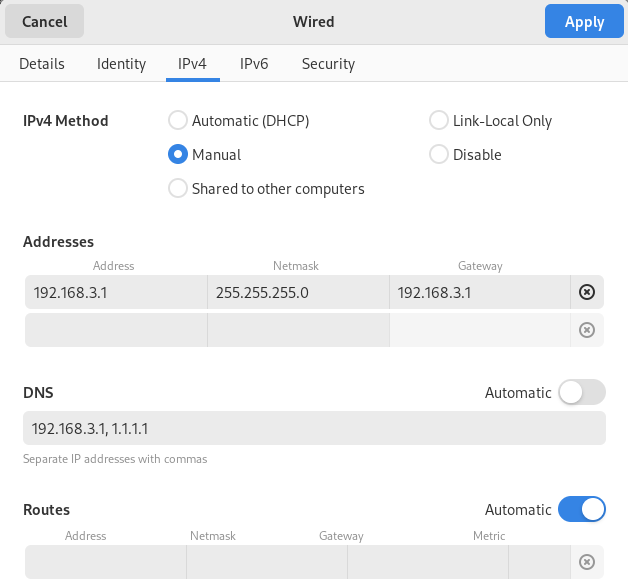 Cancel Wired Apply
Details Identity IPv4 IPv6 Security
IPv4 Method Automatic (DHCP) Link-Local Only
Manual Disable
Shared to other computers
Addresses
Address Netmask Gateway
192.168.3.1 255.255.255.0 192.168.3.1
DNS Automatic
192.168.3.1, 1.1.1.1
Separate IP addresses with commas
Routes Automatic
Address Netmask Gateway Metric